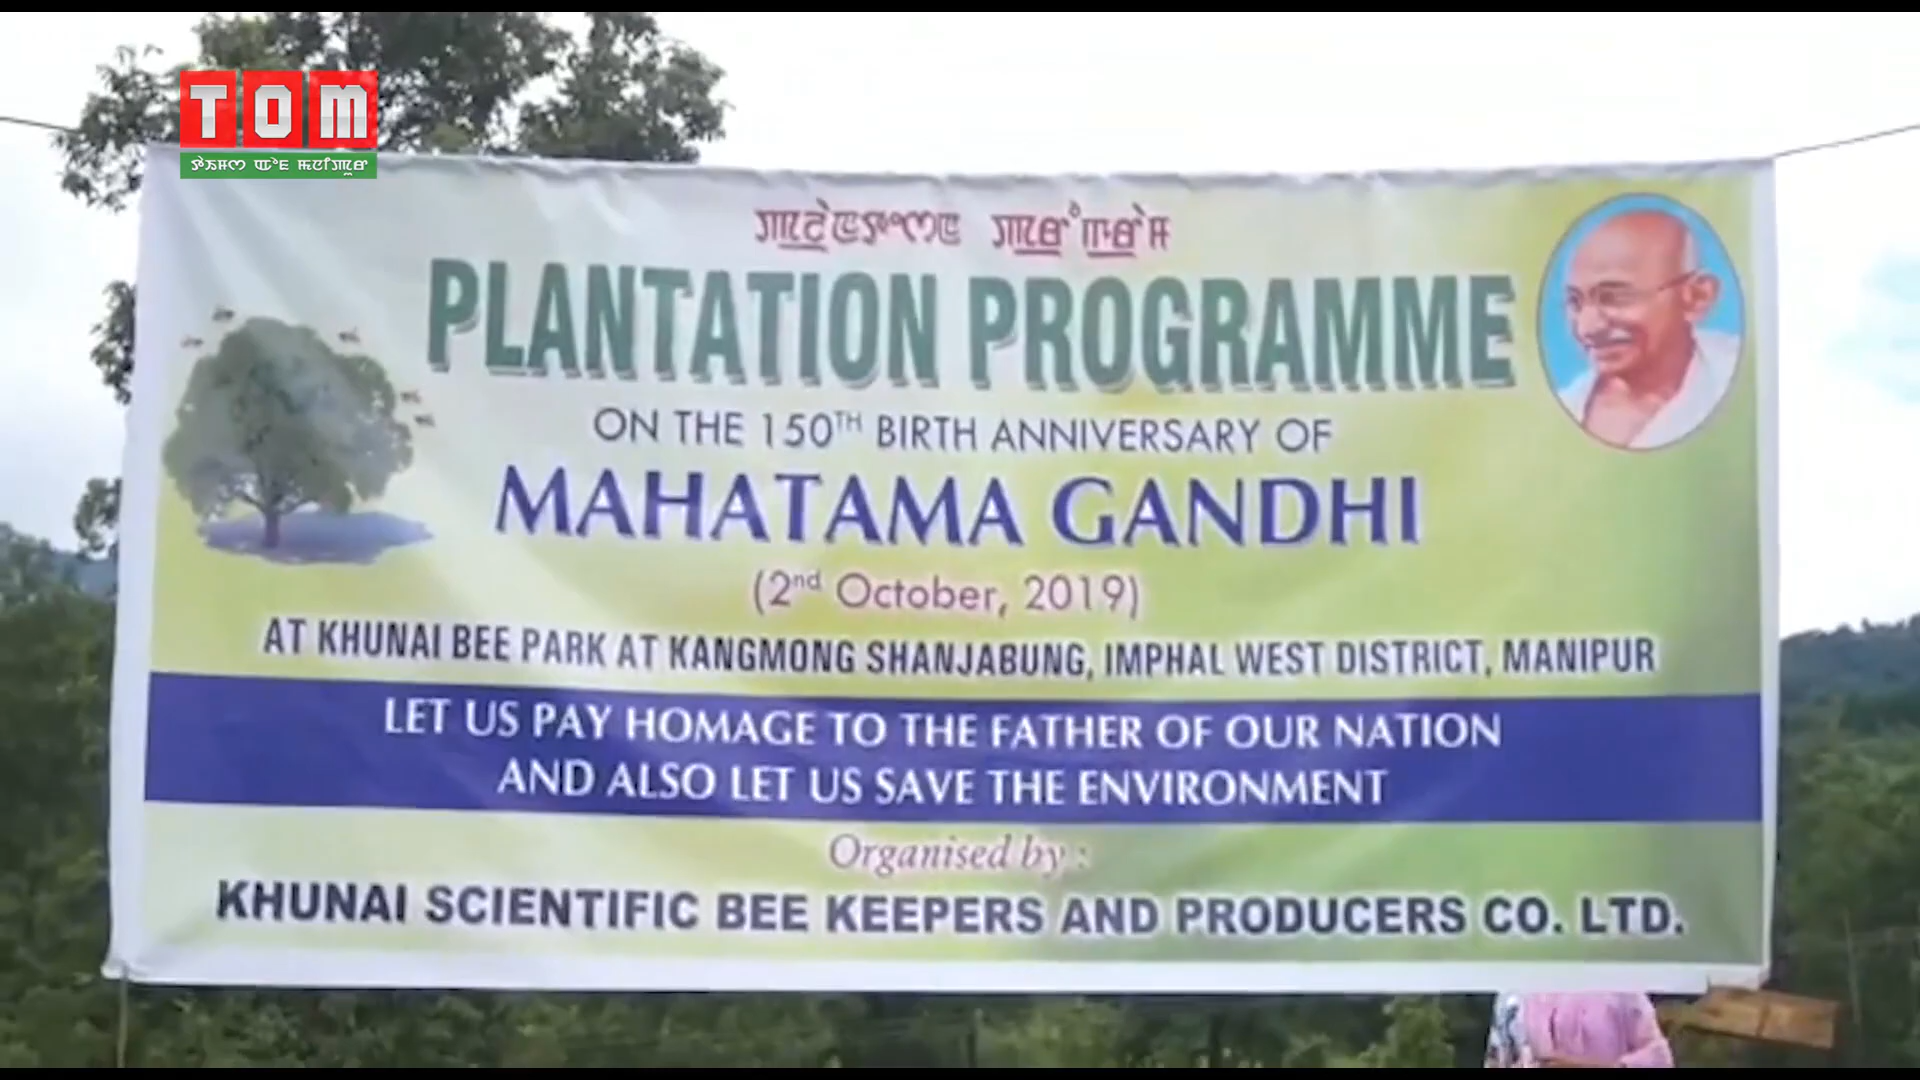 TOM
PLANTATION PROGRAMME
ON THE 150TH BIRTH ANNIVERSARY OF
MAHATAMA GANDHI
(2nd October, 2019)
AT KHUNAI BEE PARK AT KANGMONG SHANJABUNG, IMPHAL WEST DISTRICT, MANIPUR
LET US PAY HOMAGE TO THE FATHER OF OUR NATION
AND ALSO LET US SAVE THE ENVIRONMENT
Organised by :
KHUNAI SCIENTIFIC BEE KEEPERS AND PRODUCERS CO. LTD.